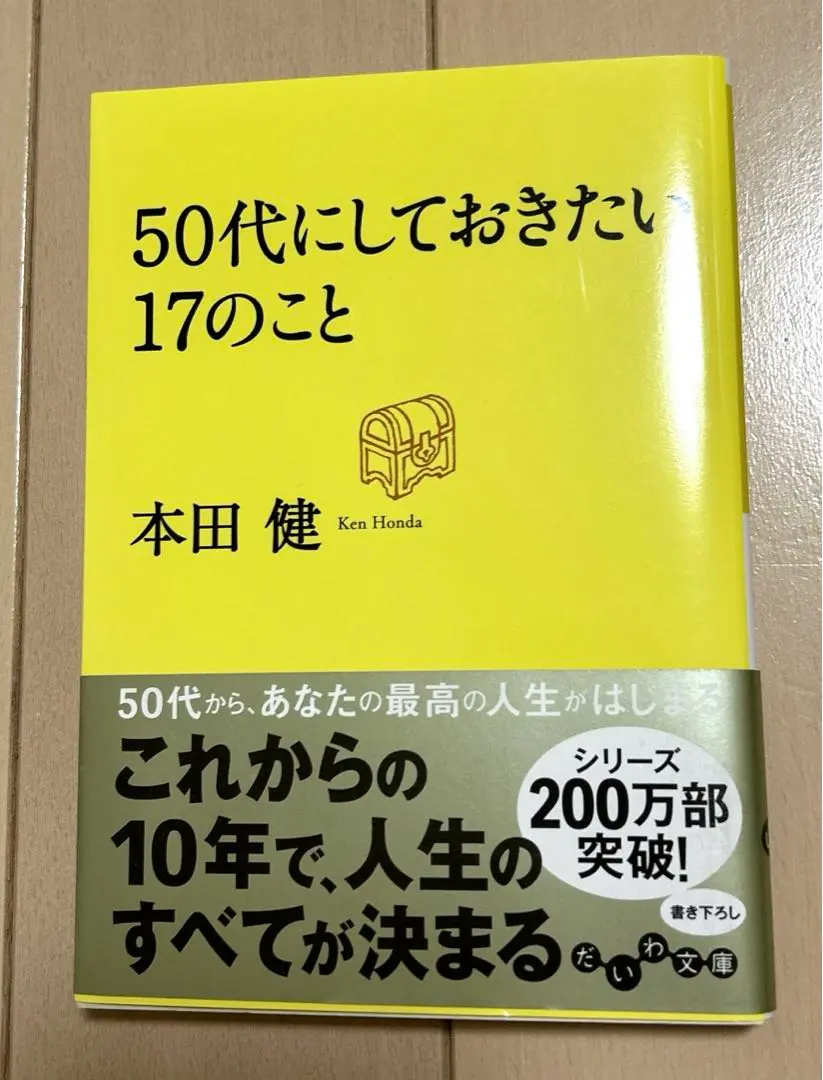 50代にしておきたい
17のこと
本田 健
Ken Honda
50代から、あなたの最高の人生がはじまる
これからの
10年で、人生の
すべてが決まる
シリーズ
200万部
突破!
書き下ろし
だいわ文庫